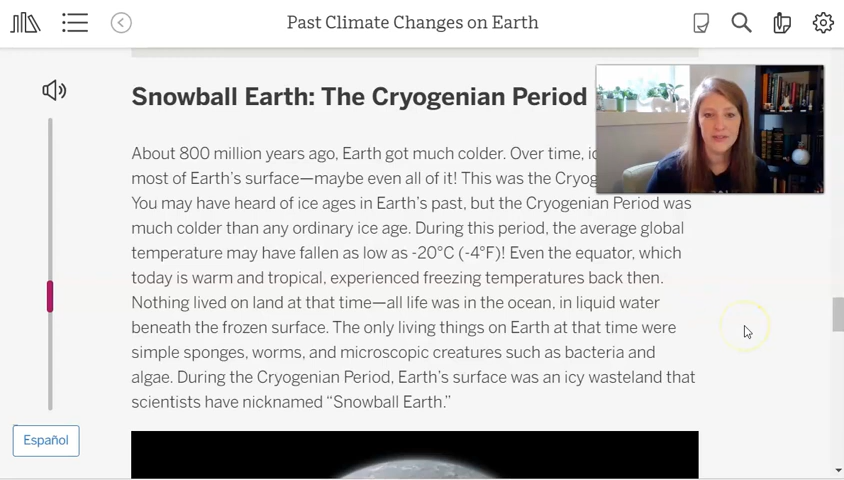 Past Climate Changes on Earth
Snowball Earth: The Cryogenian Period
About 800 million years ago, Earth got much colder. Over time,
most of Earth's surface—maybe even all of it! This was the
You may have heard of ice ages in Earth's past, but the Cryogenian Period was
much colder than any ordinary ice age. During this period, the average global
temperature may have fallen as low as -20°C (-4°F)! Even the equator, which
today is warm and tropical, experienced freezing temperatures back then.
Nothing lived on land at that time—all life was in the ocean, in liquid water
beneath the frozen surface. The only living things on Earth at that time were
simple sponges, worms, and microscopic creatures such as bacteria and
algae. During the Cryogenian Period, Earth's surface was an icy wasteland that
scientists have nicknamed “Snowball Earth.”
Español